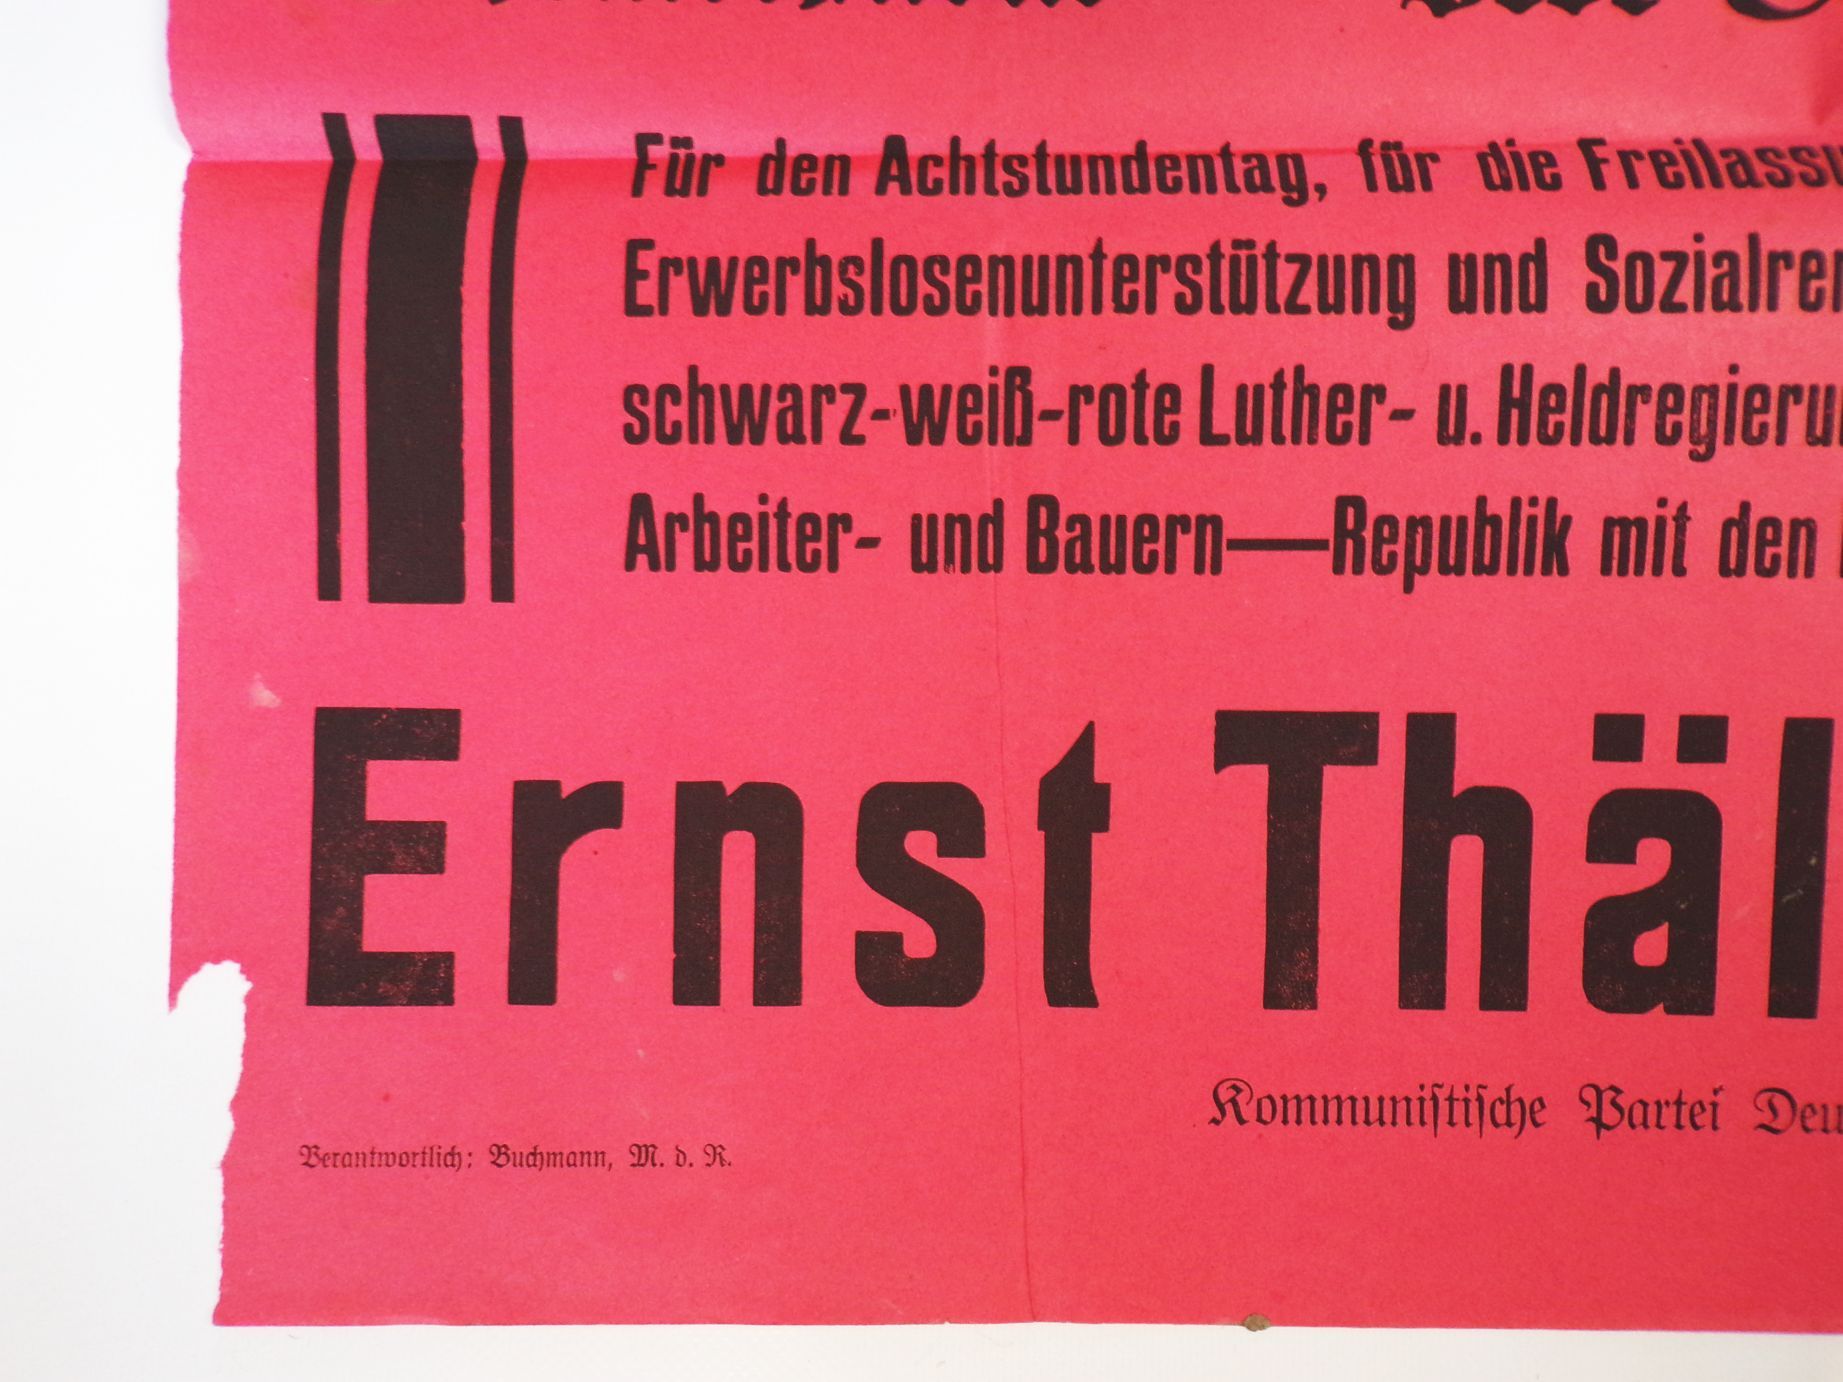 Für den Achtstundentag, für die Freilassu
Erwerbslosenunterstützung und Sozialren
schwarz-weiß-rote Luther- u. Heldregieru
Arbeiter- und Bauern—Republik mit den
Ernst Thäl
Kommunistische Partei Deu
Verantwortlich: Buchmann, M. d. R.